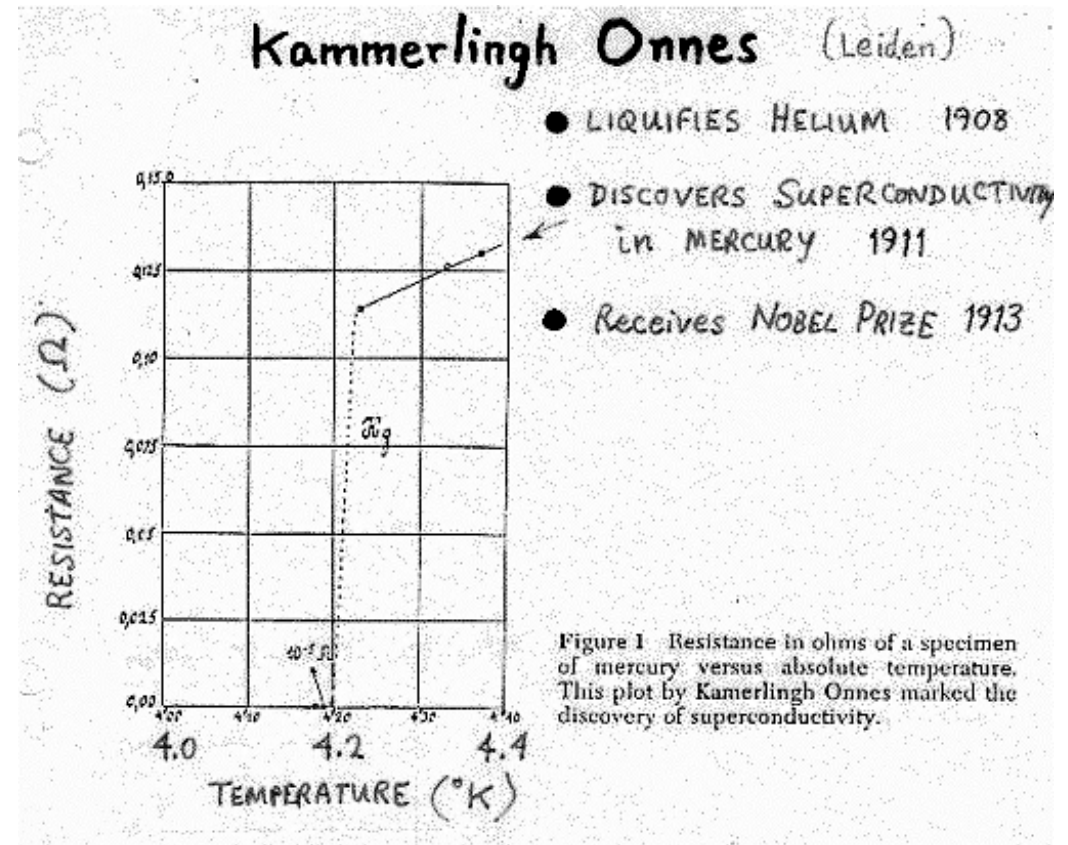 Kammerlingh Onnes (Leiden)
● LIQUIFIES HELIUM 1908
● DISCOVERS SUPERCONDUCTIVITY
in MERCURY 1911
● Receives NOBEL PRIZE 1913
RESISTANCE (Ω)
0,150
0,125
0,10
0,075
0,05
0,025
0,00
Hg
10⁻⁵ Ω
4'00 4'10 4'20 4'30 4'40
4.0 4.2 4.4
TEMPERATURE (°K)
Figure 1 Resistance in ohms of a specimen
of mercury versus absolute temperature.
This plot by Kamerlingh Onnes marked the
discovery of superconductivity.